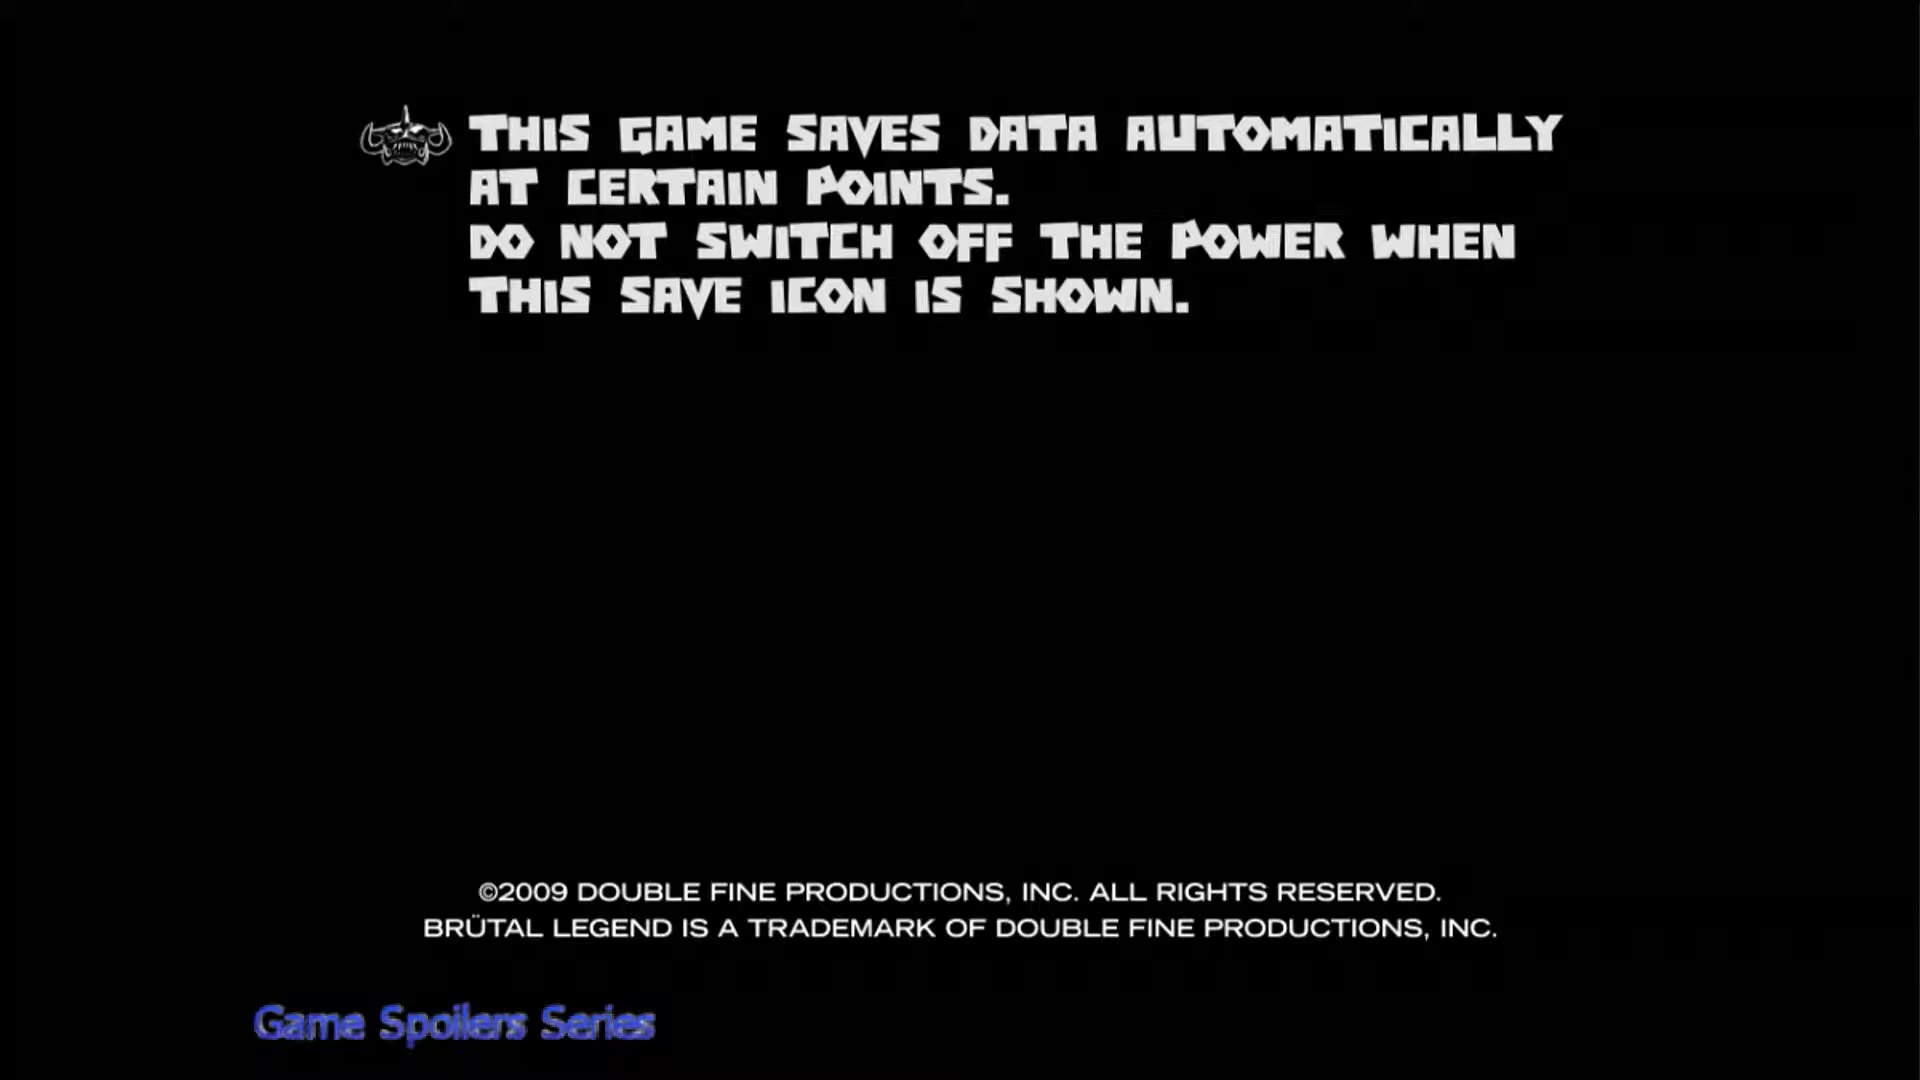 THIS GAME SAVES DATA AUTOMATICALLY
AT CERTAIN POINTS.
DO NOT SWITCH OFF THE POWER WHEN
THIS SAVE ICON IS SHOWN.
©2009 DOUBLE FINE PRODUCTIONS, INC. ALL RIGHTS RESERVED.
BRÜTAL LEGEND IS A TRADEMARK OF DOUBLE FINE PRODUCTIONS, INC.
Game Spoilers Series